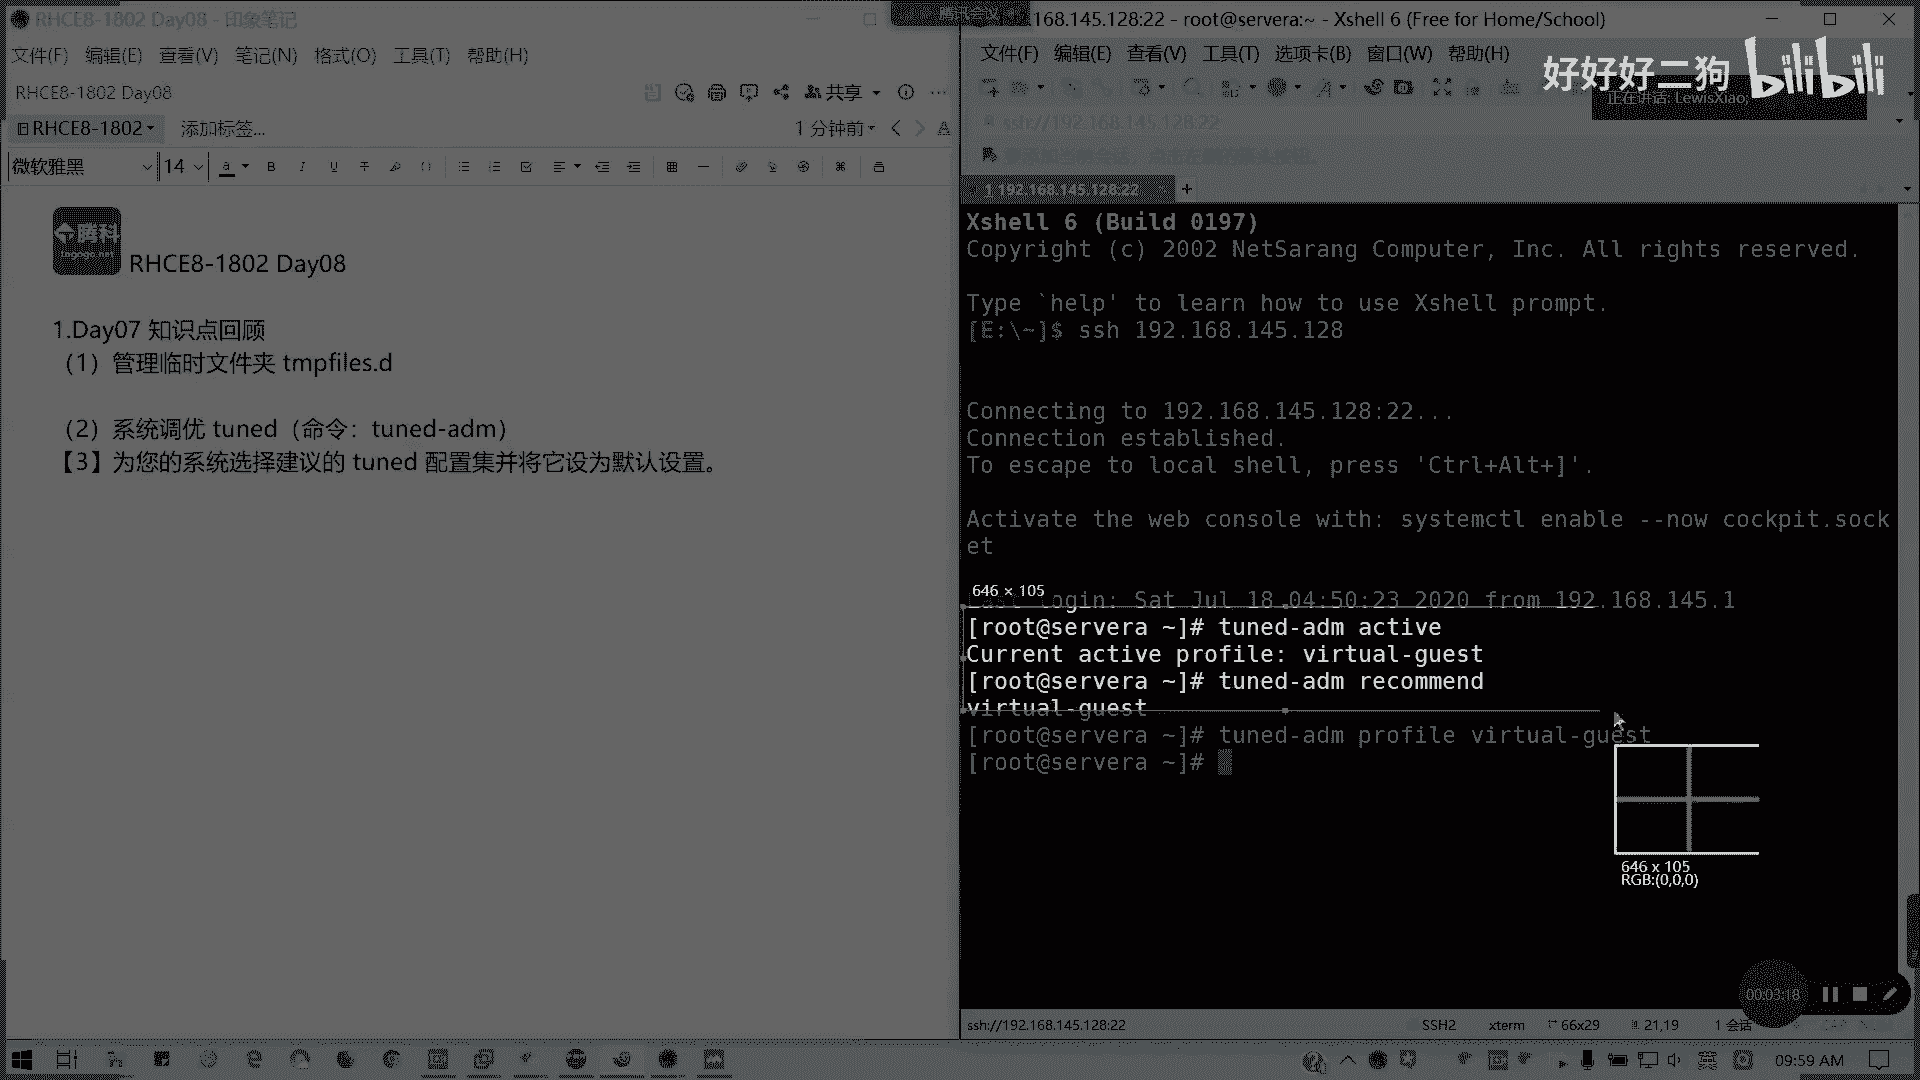 RHCE8-1802 Day08 - 印象笔记
文件(F) 编辑(E) 查看(V) 笔记(N) 格式(O) 工具(T) 帮助(H)
RHCE8-1802 Day08
共享
RHCE8-1802
添加标签...
1 分钟前
微软雅黑
14
腾科
togogo.net
RHCE8-1802 Day08
1.Day07 知识点回顾
（1）管理临时文件夹 tmpfiles.d
（2）系统调优 tuned（命令：tuned-adm）
【3】为您的系统选择建议的 tuned 配置集并将它设为默认设置。
.168.145.128:22 - root@servera:~ - Xshell 6 (Free for Home/School)
文件(F) 编辑(E) 查看(V) 工具(T) 选项卡(B) 窗口(W) 帮助(H)
好好好二狗 bilibili
正在讲话: LewisXiao;
ssh://192.168.145.128:22
1 192.168.145.128:22
Xshell 6 (Build 0197)
Copyright (c) 2002 NetSarang Computer, Inc. All rights reserved.
Type `help' to learn how to use Xshell prompt.
[E:\~]$ ssh 192.168.145.128
Connecting to 192.168.145.128:22...
Connection established.
To escape to local shell, press 'Ctrl+Alt+]'.
Activate the web console with: systemctl enable --now cockpit.sock
et
646 × 105
Last login: Sat Jul 18 04:50:23 2020 from 192.168.145.1
[root@servera ~]# tuned-adm active
Current active profile: virtual-guest
[root@servera ~]# tuned-adm recommend
virtual-guest
[root@servera ~]# tuned-adm profile virtual-guest
[root@servera ~]#
646 x 105
RGB:(0,0,0)
00:03:18
ssh://192.168.145.128:22
SSH2
xterm
66x29
21,19
1 会话
英
09:59 AM